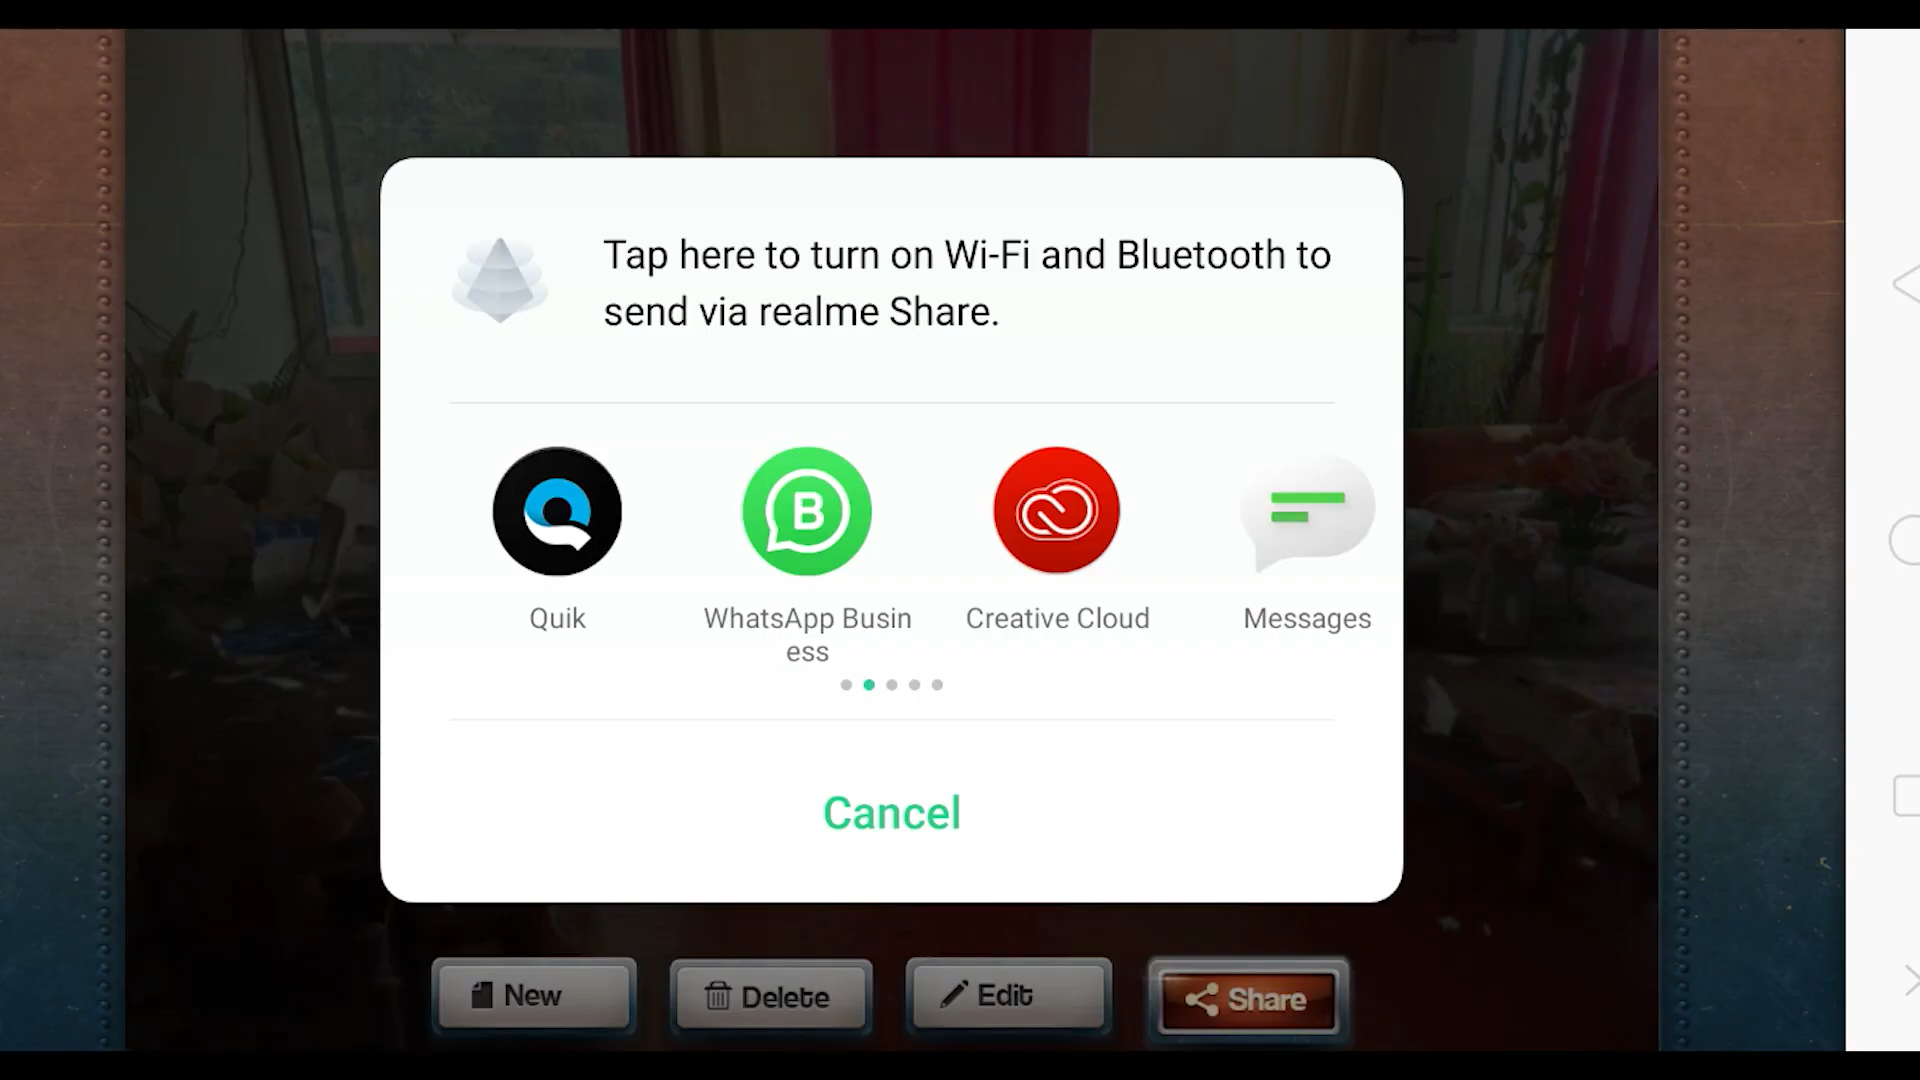 Tap here to turn on Wi-Fi and Bluetooth to
send via realme Share.
Quik
WhatsApp Busin
ess
Creative Cloud
Messages
Cancel
New
Delete
Edit
Share